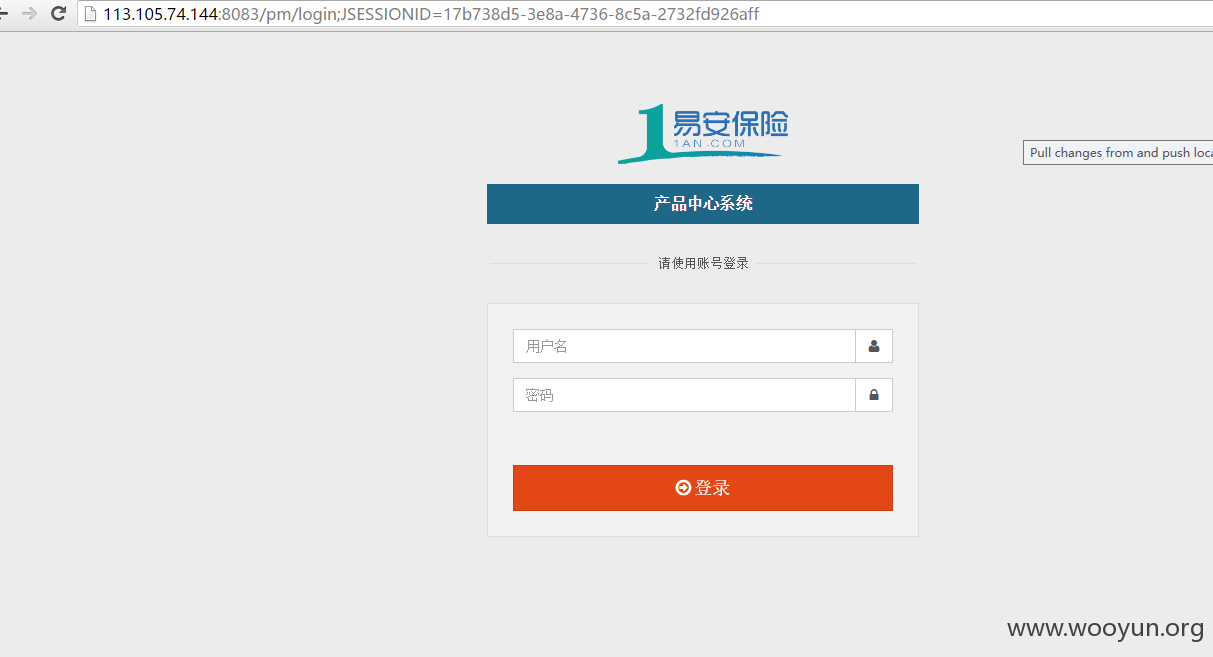 113.105.74.144:8083/pm/login;JSESSIONID=17b738d5-3e8a-4736-8c5a-2732fd926aff
易安保险
1AN.COM
Pull changes from and push loca
产品中心系统
请使用账号登录
用户名
密码
登录
www.wooyun.org